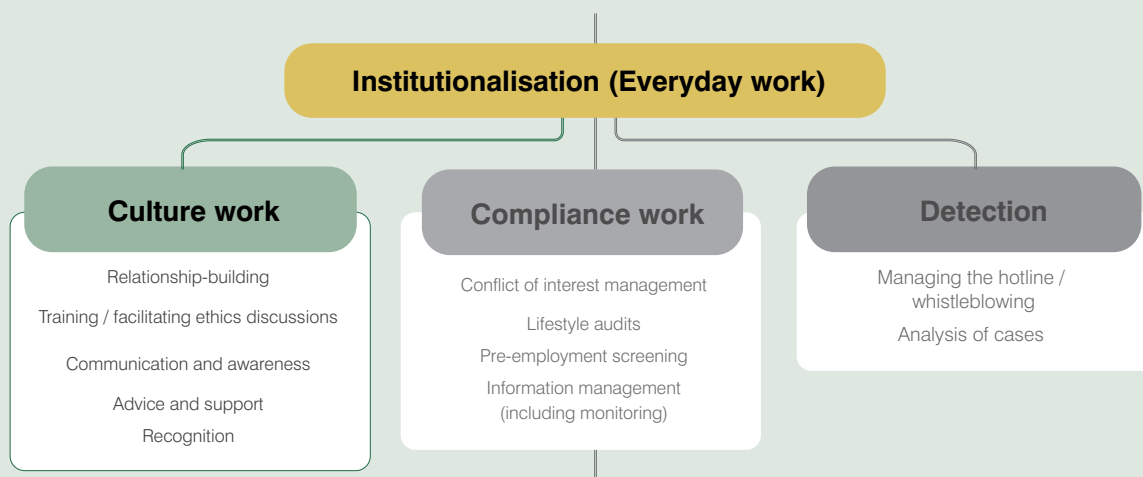 Institutionalisation (Everyday work)
Culture work
Relationship-building
Training / facilitating ethics discussions
Communication and awareness
Advice and support
Recognition
Compliance work
Conflict of interest management
Lifestyle audits
Pre-employment screening
Information management
(including monitoring)
Detection
Managing the hotline /
whistleblowing
Analysis of cases